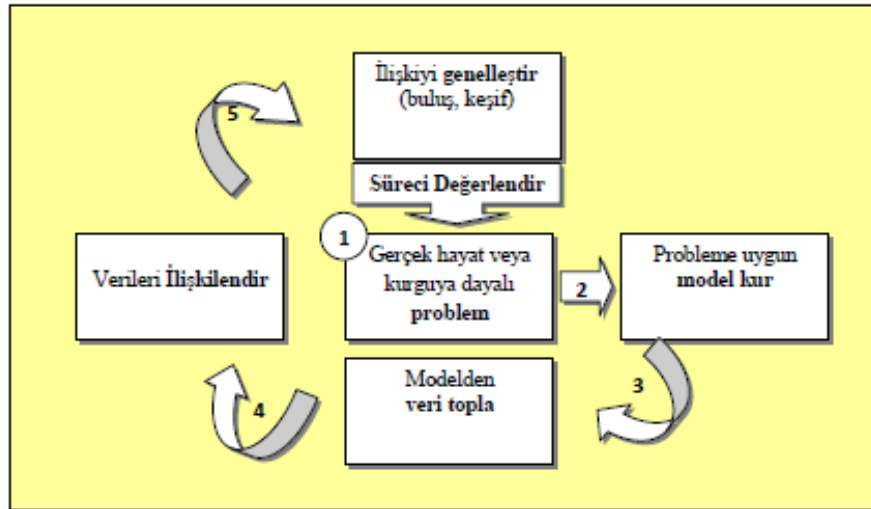 İlişkiyi genelleştir
(buluş, keşif)
5
Süreci Değerlendir
1
Gerçek hayat veya
kurguya dayalı
problem
2
Probleme uygun
model kur
Verileri İlişkilendir
Modelden
veri topla
3
4